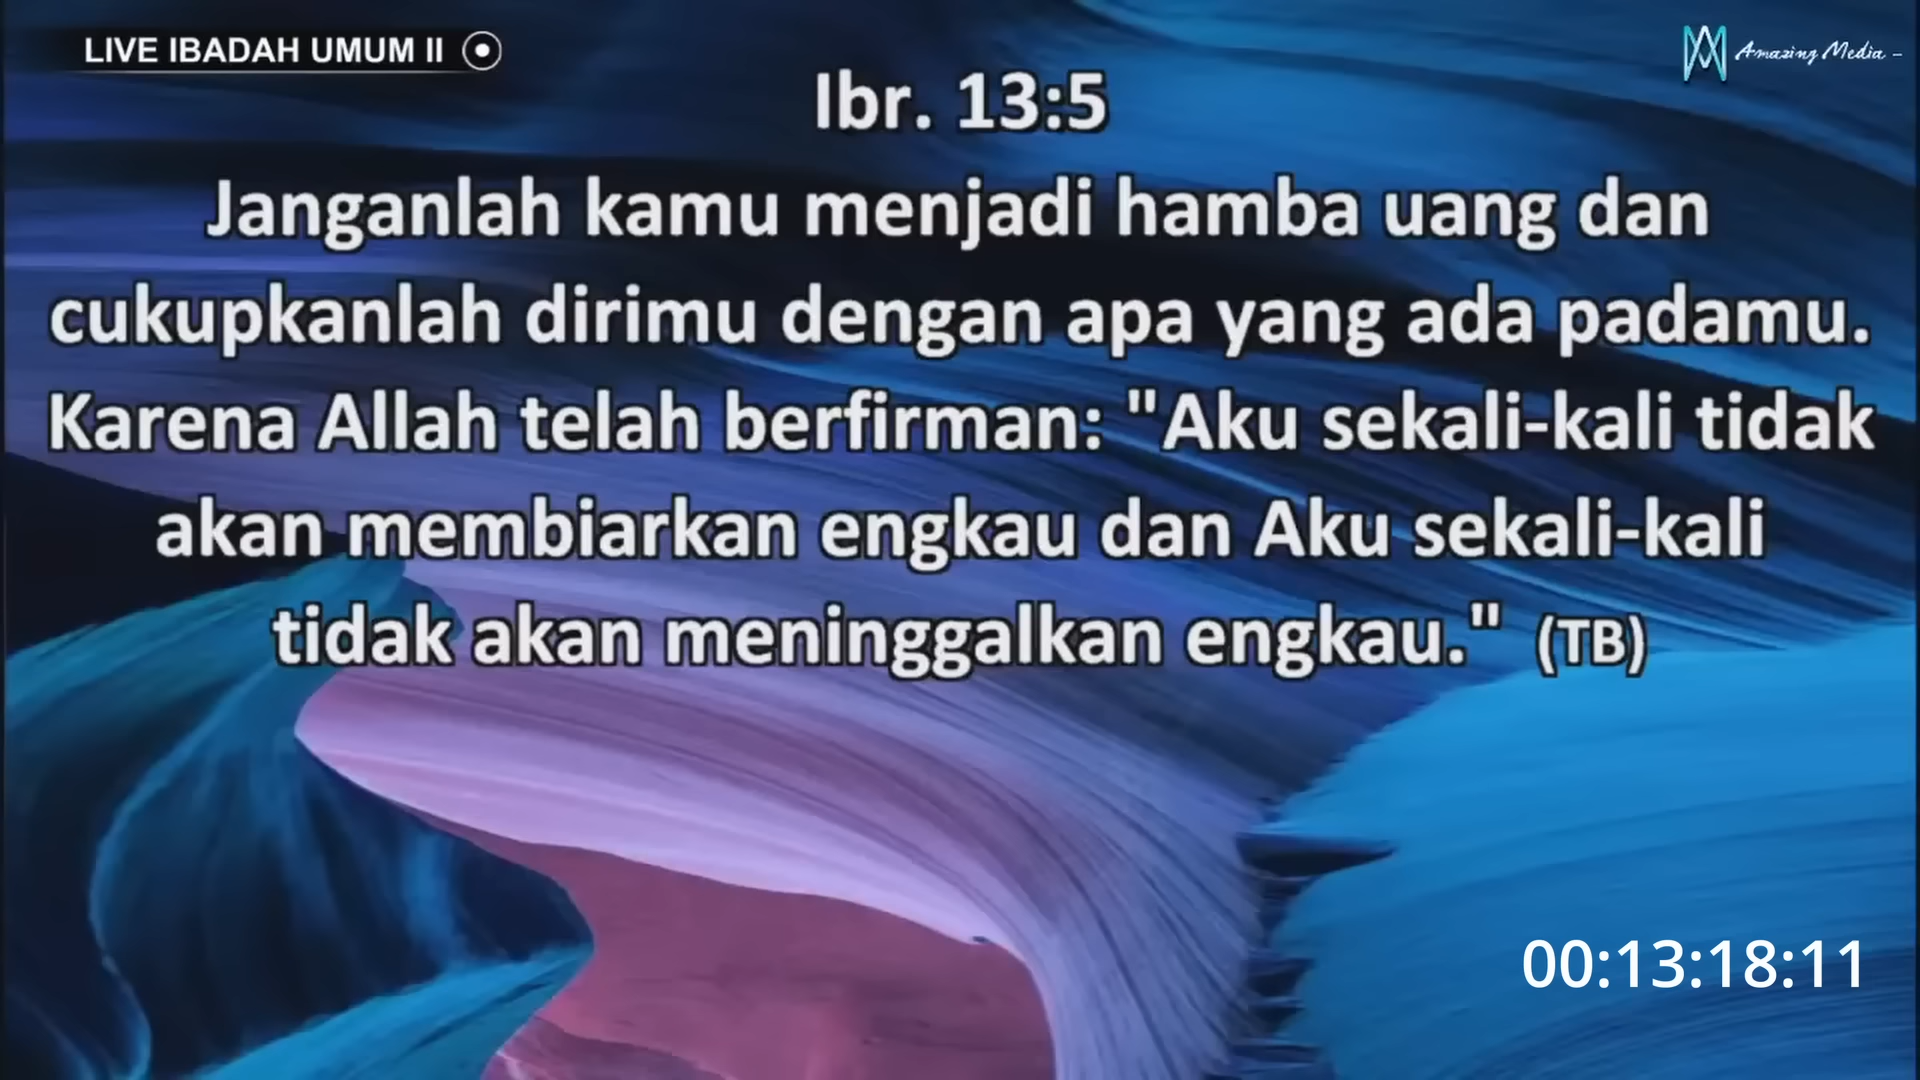 LIVE IBADAH UMUM II
Amazing Media -
Ibr. 13:5
Janganlah kamu menjadi hamba uang dan
cukupkanlah dirimu dengan apa yang ada padamu.
Karena Allah telah berfirman: "Aku sekali-kali tidak
akan membiarkan engkau dan Aku sekali-kali
tidak akan meninggalkan engkau." (TB)
00:13:18:11